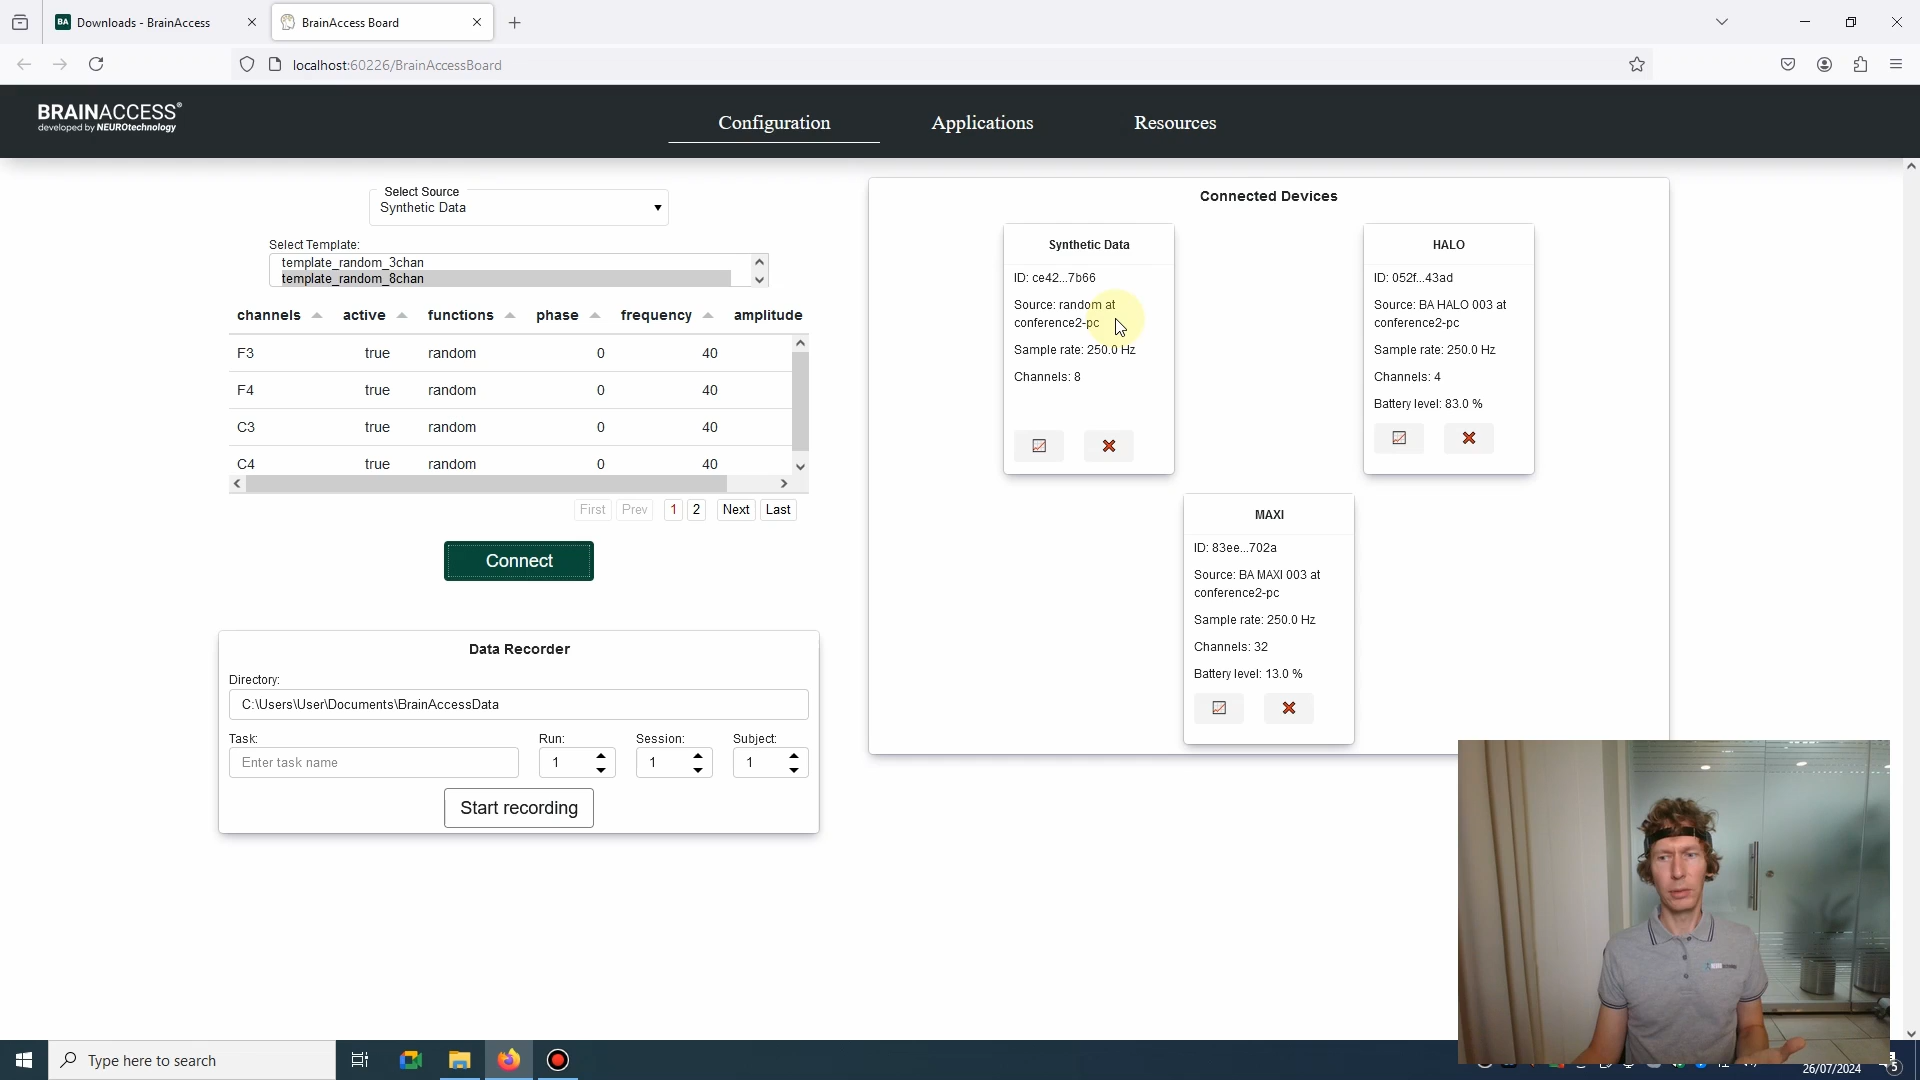 BA Downloads - BrainAccess
BrainAccess Board
localhost:60226/BrainAccessBoard
BRAINACCESS®
developed by NEUROtechnology
Configuration
Applications
Resources
Select Source
Synthetic Data
Select Template:
template_random_3chan
template_random_8chan
channels active functions phase frequency amplitude
F3 true random 0 40
F4 true random 0 40
C3 true random 0 40
C4 true random 0 40
First Prev 1 2 Next Last
Connect
Data Recorder
Directory:
C:\Users\User\Documents\BrainAccessData
Task: Run: Session: Subject:
Enter task name 1 1 1
Start recording
Connected Devices
Synthetic Data
ID: ce42...7b66
Source: random at
conference2-pc
Sample rate: 250.0 Hz
Channels: 8
HALO
ID: 052f...43ad
Source: BA HALO 003 at
conference2-pc
Sample rate: 250.0 Hz
Channels: 4
Battery level: 83.0 %
MAXI
ID: 83ee...702a
Source: BA MAXI 003 at
conference2-pc
Sample rate: 250.0 Hz
Channels: 32
Battery level: 13.0 %
Type here to search
26/07/2024
5